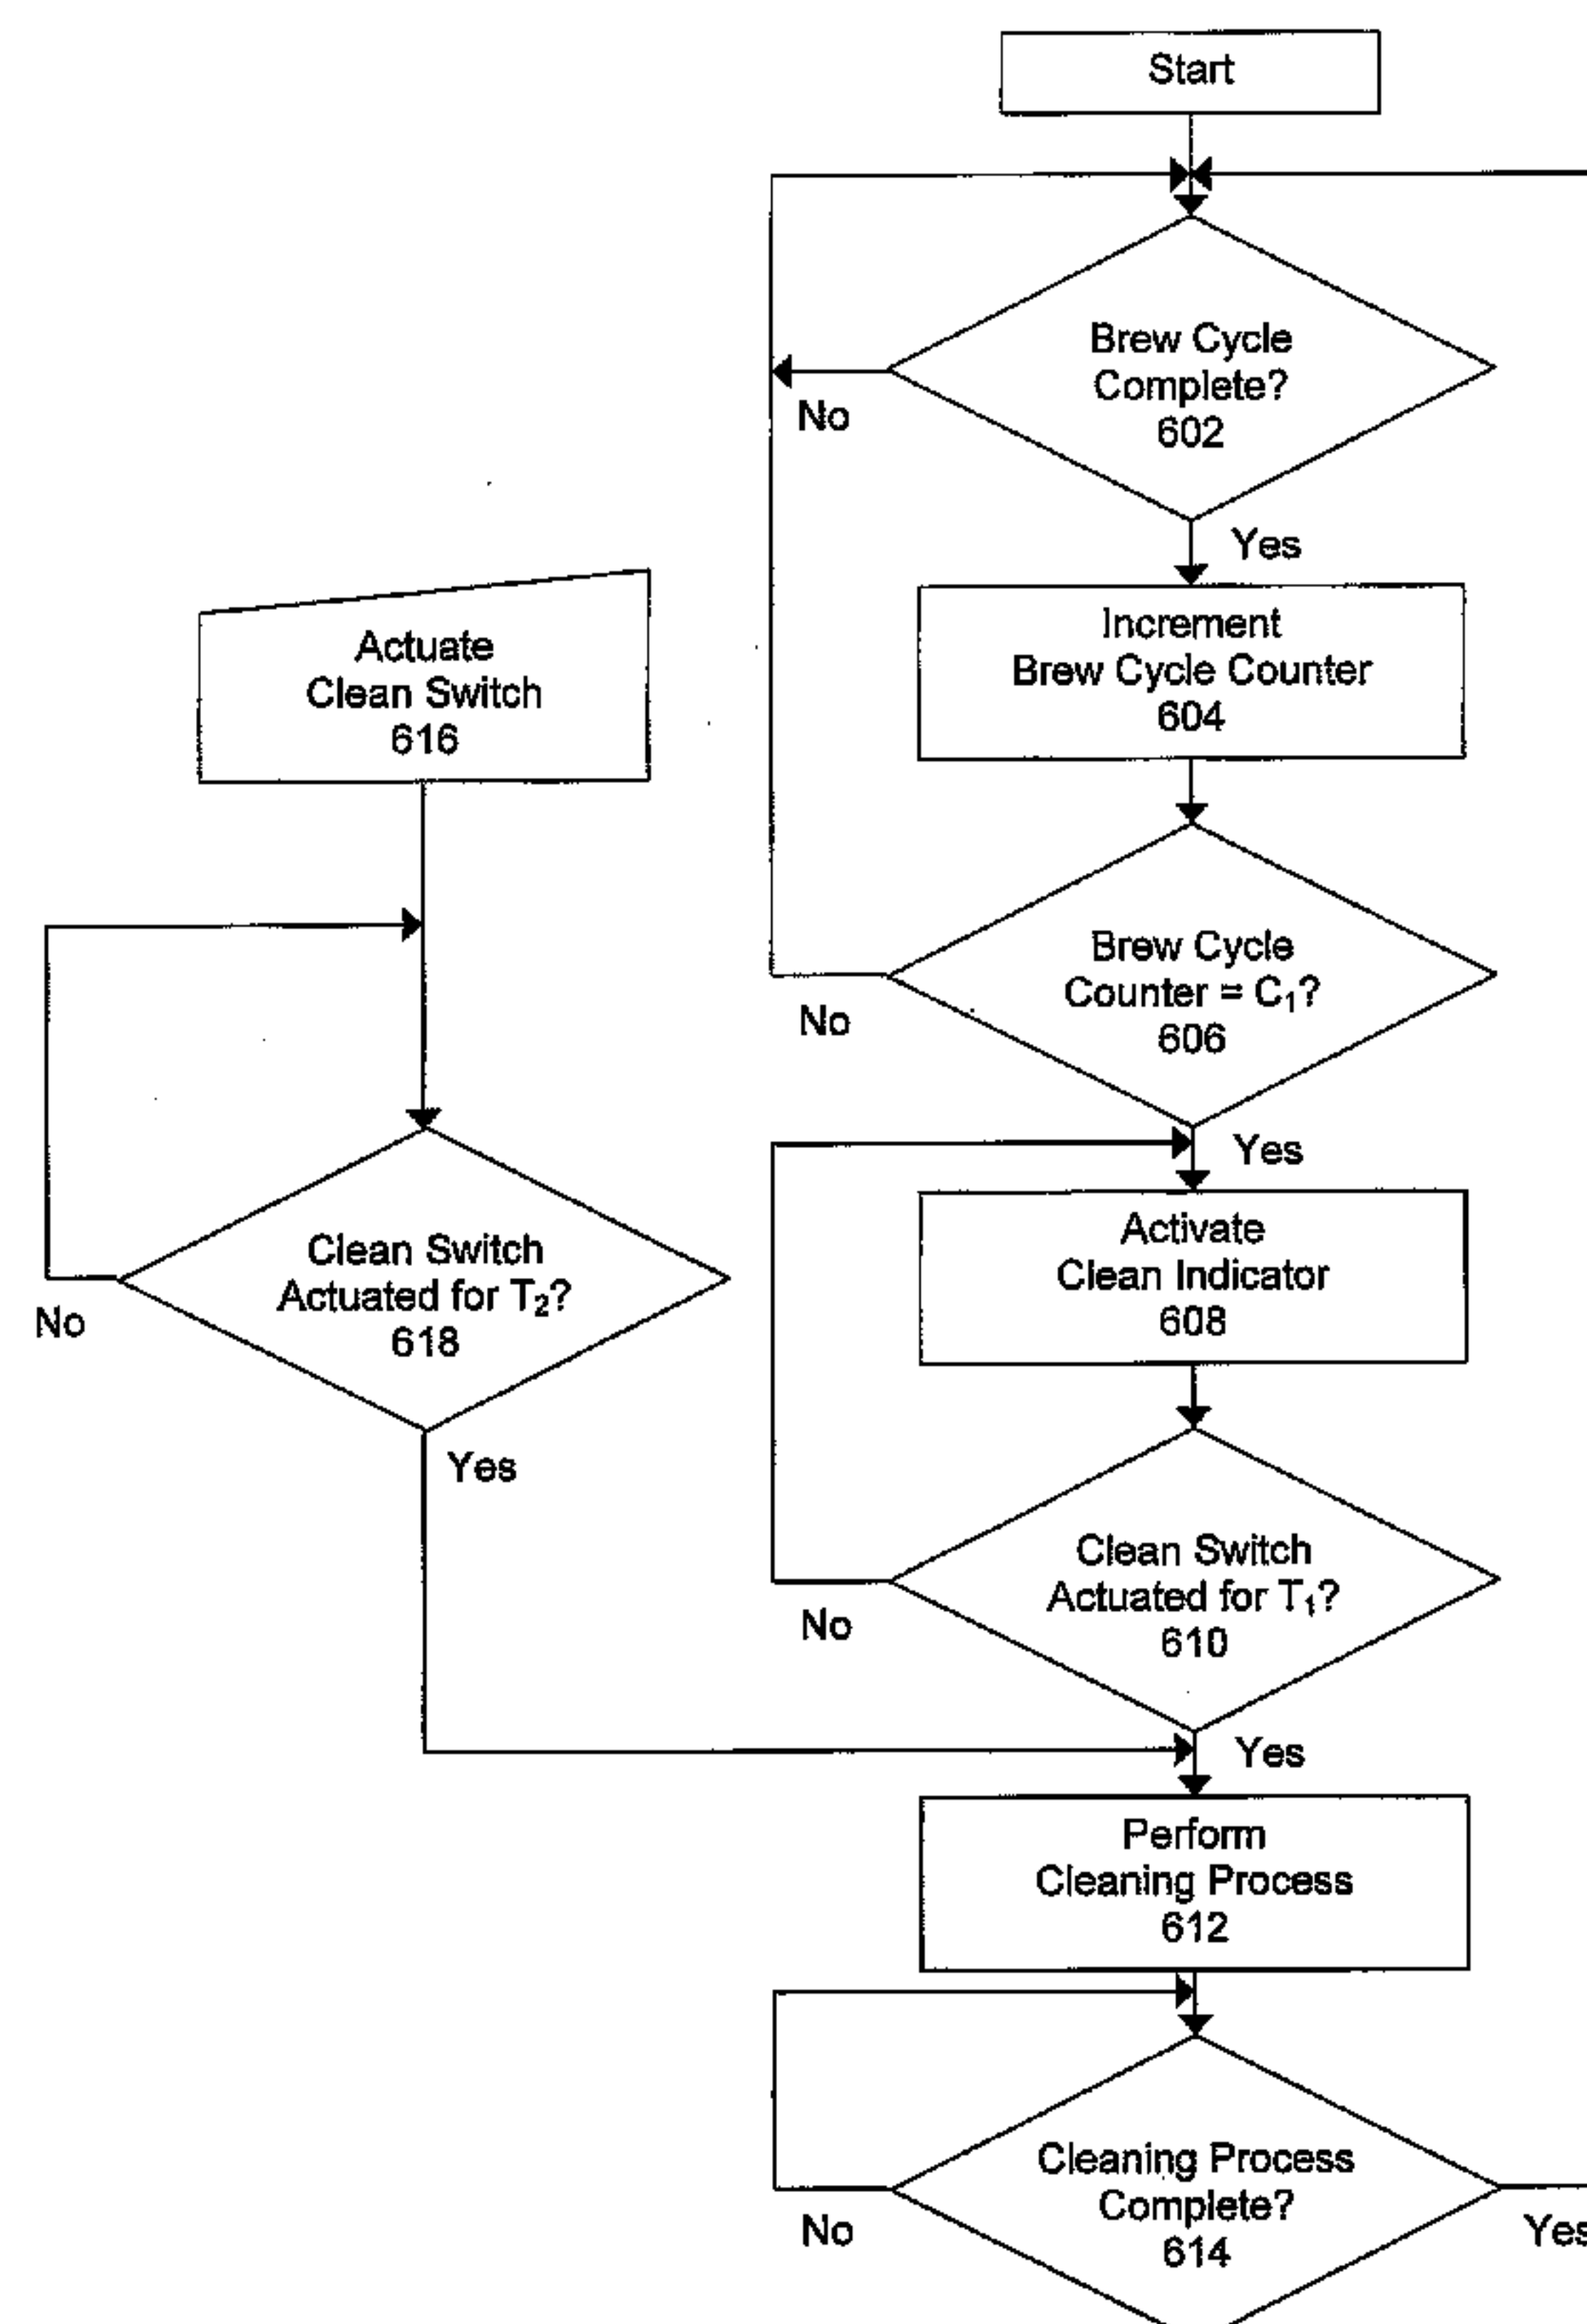 Start
Brew Cycle
Complete?
602
No
Yes
Increment
Brew Cycle Counter
604
Brew Cycle
Counter = C₁?
606
No
Yes
Activate
Clean Indicator
608
Clean Switch
Actuated for T₁?
610
No
Yes
Perform
Cleaning Process
612
Cleaning Process
Complete?
614
No
Yes
Actuate
Clean Switch
616
Clean Switch
Actuated for T₂?
618
No
Yes